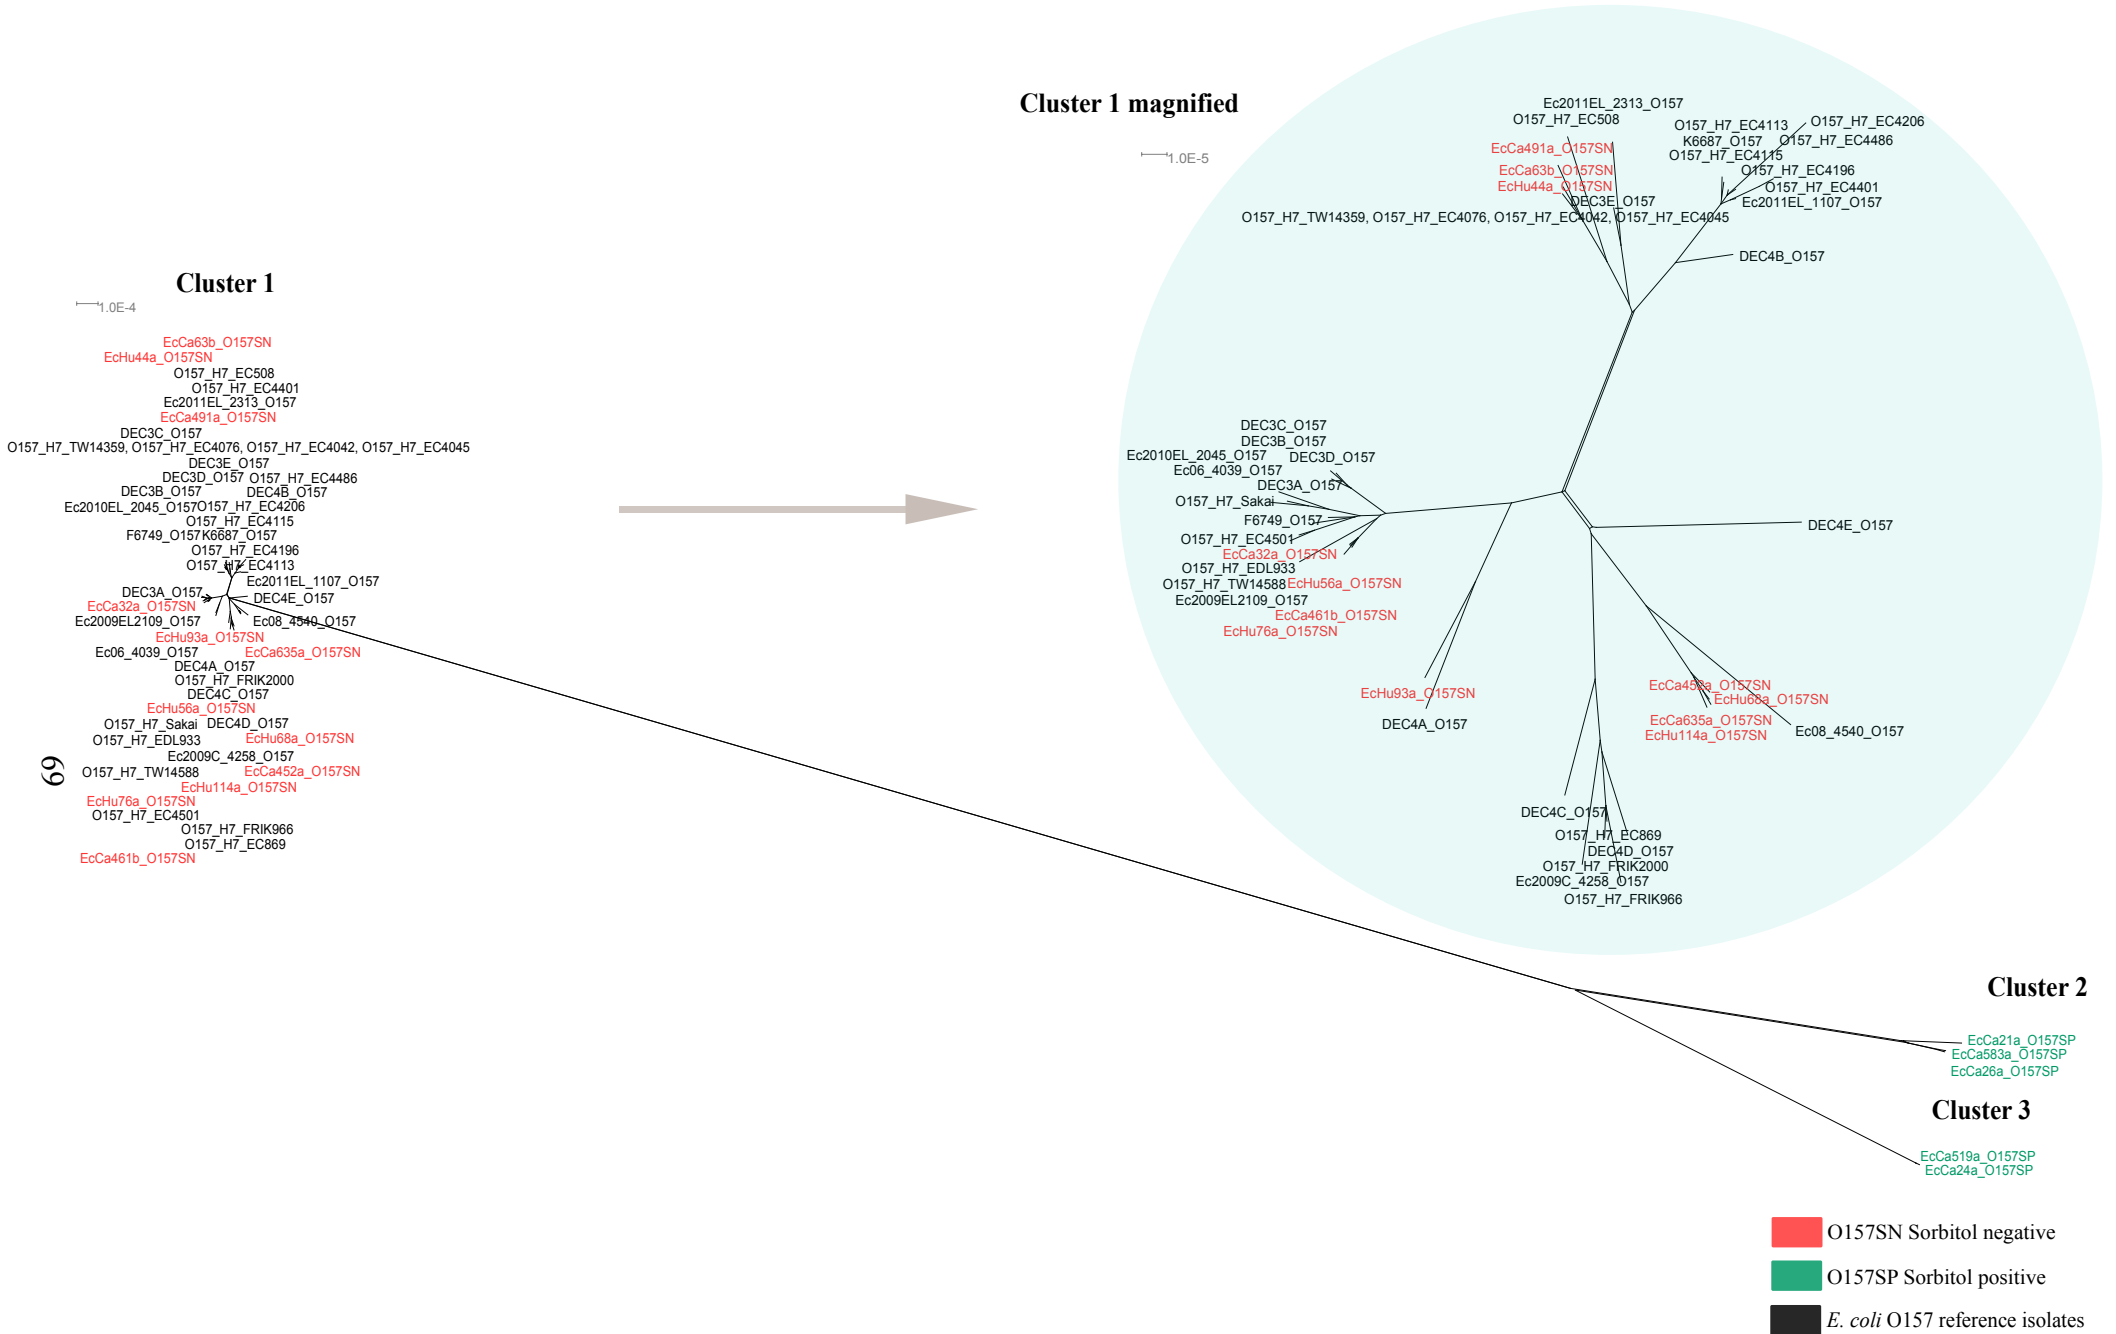 Cluster 1 magnified
1.0E-5
Ec2011EL_2313_O157
O157_H7_EC508
EcCa491a_O157SN
EcCa63b_O157SN
EcHu44a_O157SN
DEC3E_O157
O157_H7_TW14359, O157_H7_EC4076, O157_H7_EC4042, O157_H7_EC4045
O157_H7_EC4206
O157_H7_EC4113
K6687_O157
O157_H7_EC4486
O157_H7_EC4115
O157_H7_EC4196
O157_H7_EC4401
Ec2011EL_1107_O157
DEC4B_O157
DEC3C_O157
DEC3B_O157
Ec2010EL_2045_O157
DEC3D_O157
Ec06_4039_O157
DEC3A_O157
O157_H7_Sakai
F6749_O157
O157_H7_EC4501
EcCa32a_O157SN
O157_H7_EDL933
O157_H7_TW14588
EcHu56a_O157SN
Ec2009EL2109_O157
EcCa461b_O157SN
EcHu76a_O157SN
EcHu93a_O157SN
DEC4A_O157
DEC4E_O157
EcCa452a_O157SN
EcHu68a_O157SN
EcCa635a_O157SN
EcHu114a_O157SN
Ec08_4540_O157
DEC4C_O157
O157_H7_EC869
DEC4D_O157
O157_H7_FRIK2000
Ec2009C_4258_O157
O157_H7_FRIK966
Cluster 1
1.0E-4
EcCa63b_O157SN
EcHu44a_O157SN
O157_H7_EC508
O157_H7_EC4401
Ec2011EL_2313_O157
EcCa491a_O157SN
DEC3C_O157
O157_H7_TW14359, O157_H7_EC4076, O157_H7_EC4042, O157_H7_EC4045
DEC3E_O157
DEC3D_O157 O157_H7_EC4486
DEC3B_O157 DEC4B_O157
Ec2010EL_2045_O157 O157_H7_EC4206
O157_H7_EC4115
F6749_O157 K6687_O157
O157_H7_EC4196
O157_H7_EC4113
Ec2011EL_1107_O157
DEC3A_O157 DEC4E_O157
EcCa32a_O157SN
Ec2009EL2109_O157 Ec08_4540_O157
EcHu93a_O157SN
Ec06_4039_O157 EcCa635a_O157SN
DEC4A_O157
O157_H7_FRIK2000
DEC4C_O157
EcHu56a_O157SN
O157_H7_Sakai DEC4D_O157
O157_H7_EDL933 EcHu68a_O157SN
Ec2009C_4258_O157
O157_H7_TW14588 EcCa452a_O157SN
EcHu114a_O157SN
EcHu76a_O157SN
O157_H7_EC4501
O157_H7_FRIK966
O157_H7_EC869
EcCa461b_O157SN
69
Cluster 2
EcCa21a_O157SP
EcCa583a_O157SP
EcCa26a_O157SP
Cluster 3
EcCa519a_O157SP
EcCa24a_O157SP
O157SN Sorbitol negative
O157SP Sorbitol positive
E. coli O157 reference isolates